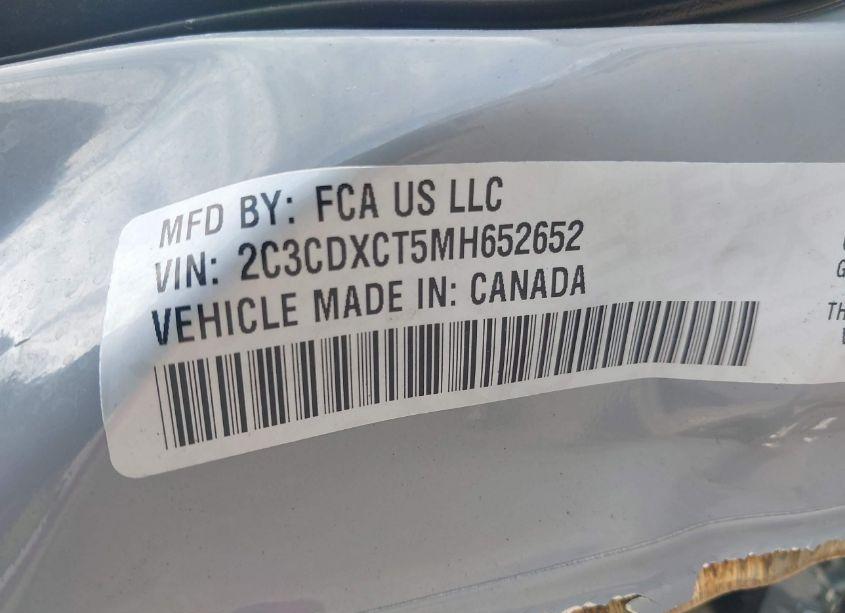 MFD BY: FCA US LLC
VIN: 2C3CDXCT5MH652652
VEHICLE MADE IN: CANADA